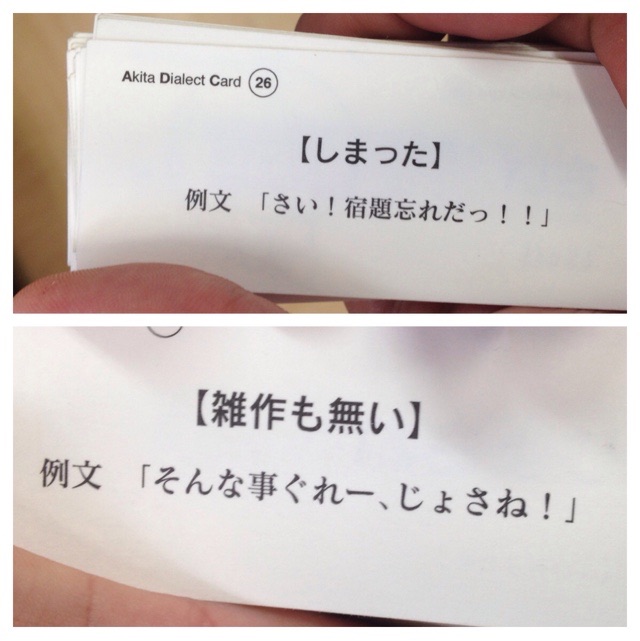 Akita Dialect Card 26
【しまった】
例文 「さい！宿題忘れだっ！！」
【雑作も無い】
例文 「そんな事ぐれー、じょさね！」